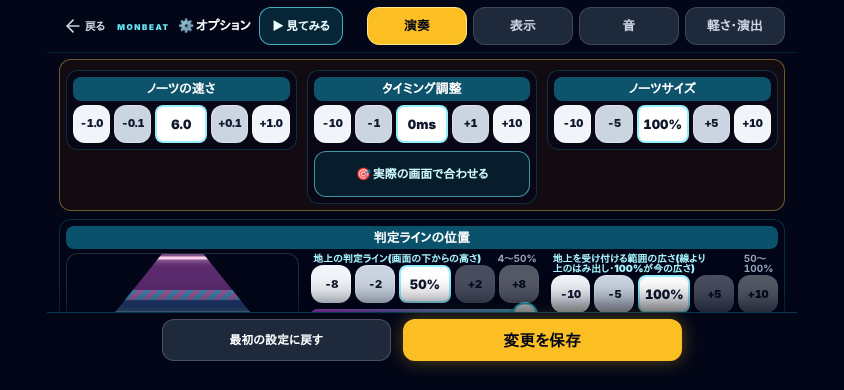 戻る MONBEAT オプション ▶ 見てみる 演奏 表示 音 軽さ・演出
ノーツの速さ
-1.0 -0.1 6.0 +0.1 +1.0
タイミング調整
-10 -1 0ms +1 +10
実際の画面で合わせる
ノーツサイズ
-10 -5 100% +5 +10
判定ラインの位置
地上の判定ライン(画面の下からの高さ) 4〜50%
-8 -2 50% +2 +8
地上を受け付ける範囲の広さ(線より
上のはみ出し・100%が今の広さ)
50〜
100%
-10 -5 100% +5 +10
最初の設定に戻す 変更を保存